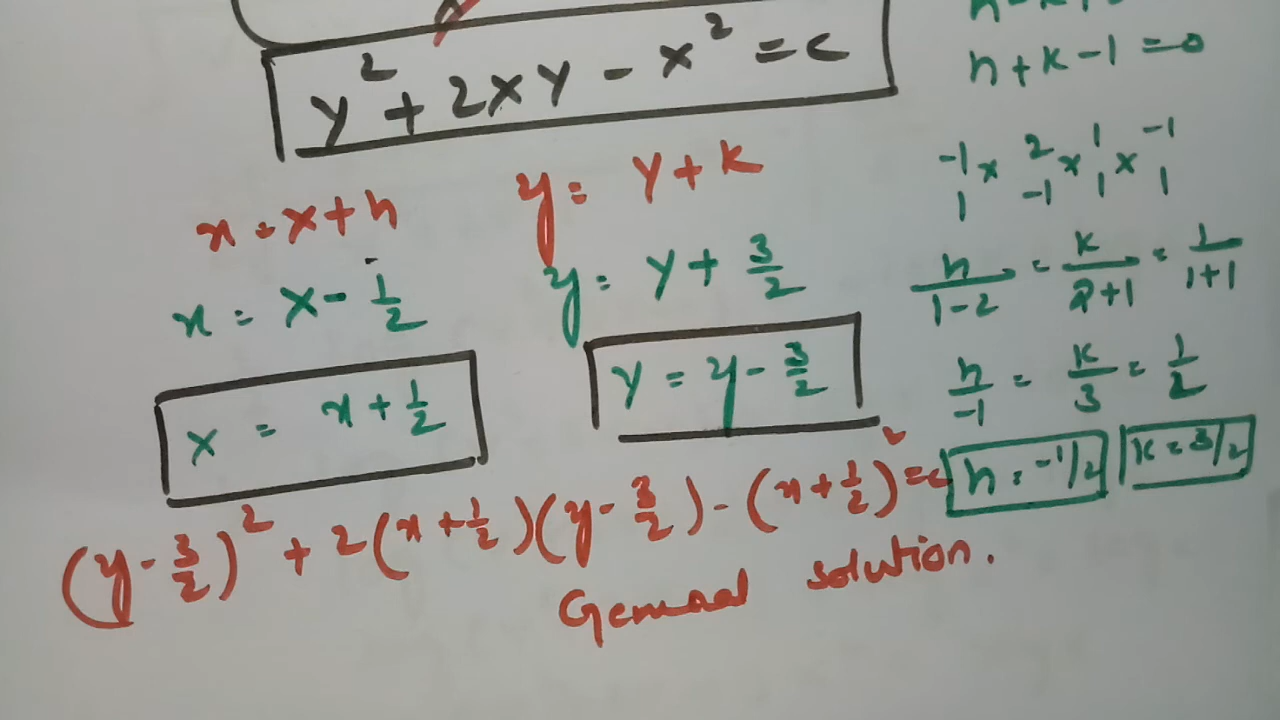 y² + 2xy - x² = c
x = X + h
y = Y + k
x = X - 1/2
y = Y + 3/2
X = x + 1/2
Y = y - 3/2
(y - 3/2)² + 2(x + 1/2)(y - 3/2) - (x + 1/2)² = c
General solution.
h + k - 1 = 0
-1 × 2 × 1 × -1
1 -1 1 1
h/1-2 = k/2+1 = 1/1+1
h/-1 = k/3 = 1/2
h = -1/2 k = 3/2